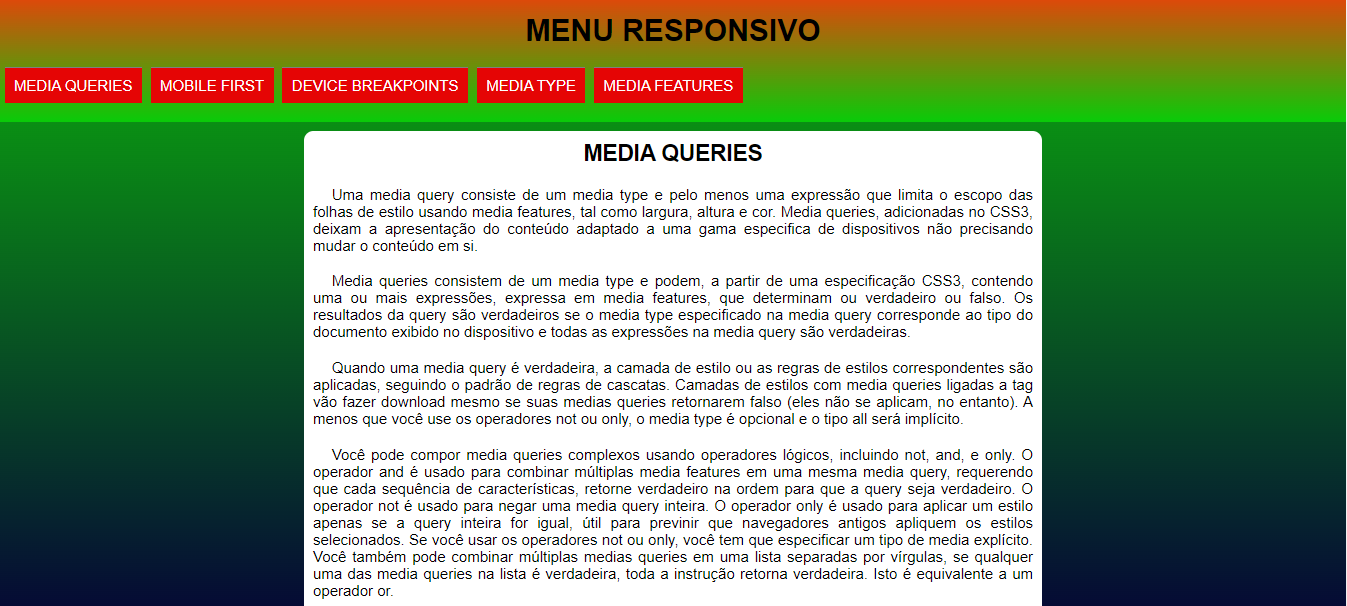 MENU RESPONSIVO
MEDIA QUERIES MOBILE FIRST DEVICE BREAKPOINTS MEDIA TYPE MEDIA FEATURES
MEDIA QUERIES
Uma media query consiste de um media type e pelo menos uma expressão que limita o escopo das
folhas de estilo usando media features, tal como largura, altura e cor. Media queries, adicionadas no CSS3,
deixam a apresentação do conteúdo adaptado a uma gama especifica de dispositivos não precisando
mudar o conteúdo em si.
Media queries consistem de um media type e podem, a partir de uma especificação CSS3, contendo
uma ou mais expressões, expressa em media features, que determinam ou verdadeiro ou falso. Os
resultados da query são verdadeiros se o media type especificado na media query corresponde ao tipo do
documento exibido no dispositivo e todas as expressões na media query são verdadeiras.
Quando uma media query é verdadeira, a camada de estilo ou as regras de estilos correspondentes são
aplicadas, seguindo o padrão de regras de cascatas. Camadas de estilos com media queries ligadas a tag
vão fazer download mesmo se suas medias queries retornarem falso (eles não se aplicam, no entanto). A
menos que você use os operadores not ou only, o media type é opcional e o tipo all será implícito.
Você pode compor media queries complexos usando operadores lógicos, incluindo not, and, e only. O
operador and é usado para combinar múltiplas media features em uma mesma media query, requerendo
que cada sequência de características, retorne verdadeiro na ordem para que a query seja verdadeiro. O
operador not é usado para negar uma media query inteira. O operador only é usado para aplicar um estilo
apenas se a query inteira for igual, útil para previnir que navegadores antigos apliquem os estilos
selecionados. Se você usar os operadores not ou only, você tem que especificar um tipo de media explícito.
Você também pode combinar múltiplas medias queries em uma lista separadas por vírgulas, se qualquer
uma das media queries na lista é verdadeira, toda a instrução retorna verdadeira. Isto é equivalente a um
operador or.